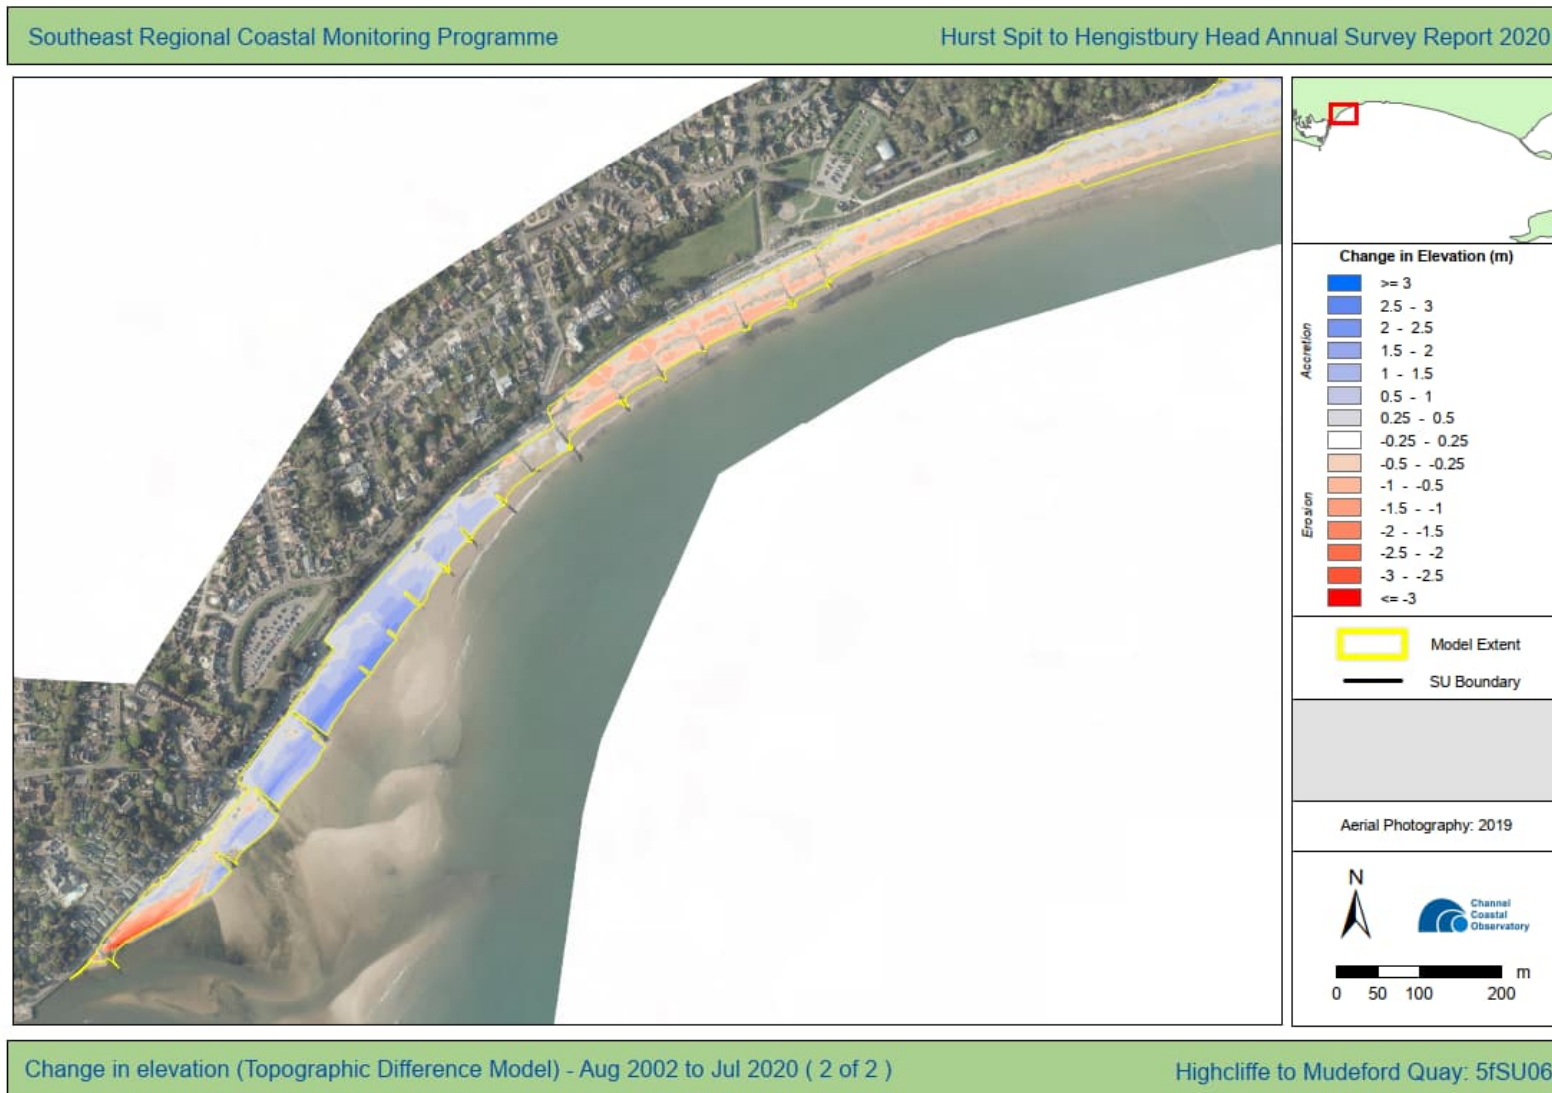 Southeast Regional Coastal Monitoring Programme
Hurst Spit to Hengistbury Head Annual Survey Report 2020
Change in Elevation (m)
Accretion
>= 3
2.5 - 3
2 - 2.5
1.5 - 2
1 - 1.5
0.5 - 1
0.25 - 0.5
-0.25 - 0.25
Erosion
-0.5 - -0.25
-1 - -0.5
-1.5 - -1
-2 - -1.5
-2.5 - -2
-3 - -2.5
<= -3
Model Extent
SU Boundary
Aerial Photography: 2019
N
Channel
Coastal
Observatory
m
0 50 100 200
Change in elevation (Topographic Difference Model) - Aug 2002 to Jul 2020 ( 2 of 2 )
Highcliffe to Mudeford Quay: 5fSU06